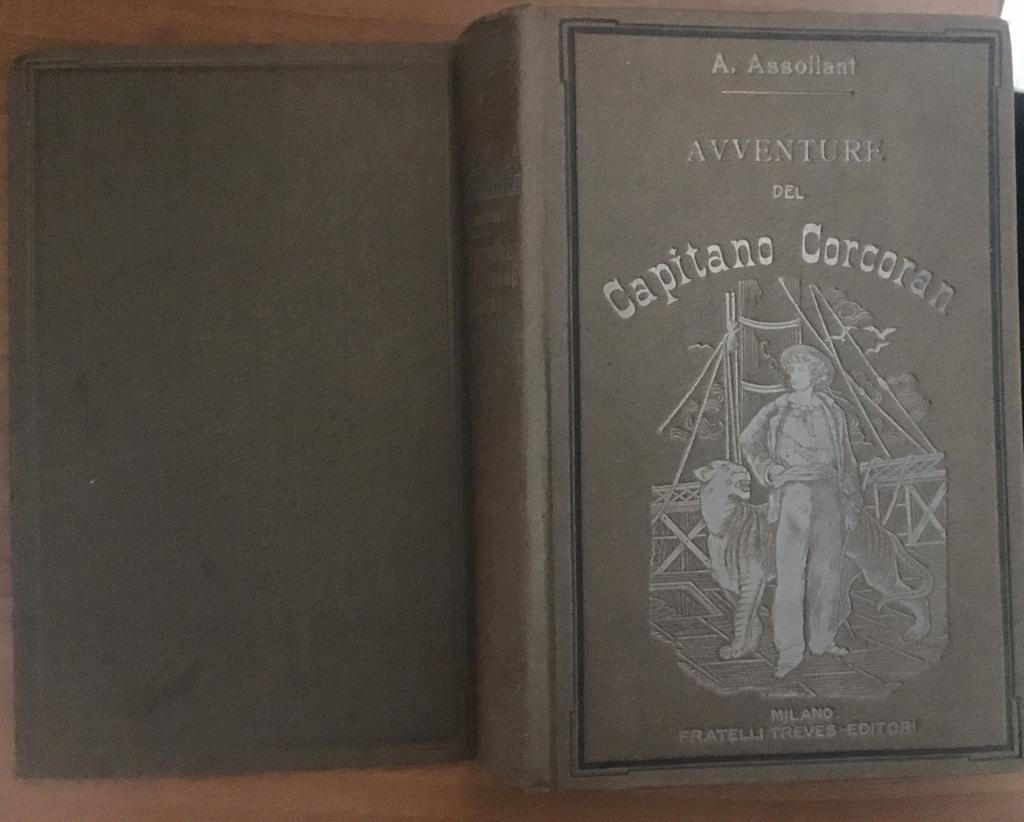 A. Assollant
AVVENTURE
DEL
Capitano Corcoran
MILANO
FRATELLI TREVES-EDITORI